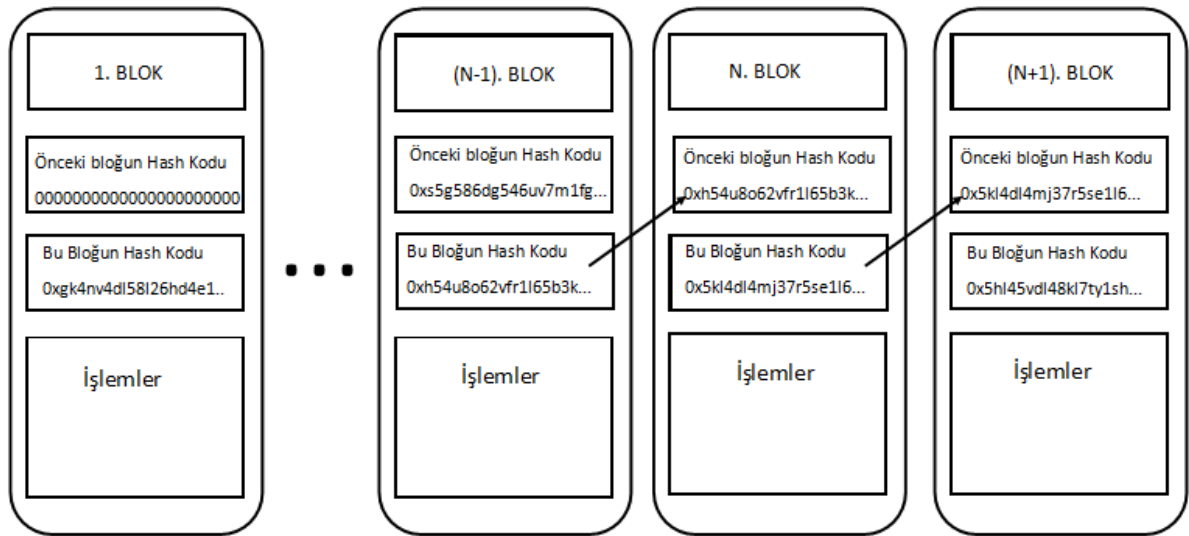 1. BLOK
Önceki bloğun Hash Kodu
0000000000000000000000
Bu Bloğun Hash Kodu
0xgk4nv4dl58l26hd4e1..
İşlemler
(N-1). BLOK
Önceki bloğun Hash Kodu
0xs5g586dg546uv7m1fg...
Bu Bloğun Hash Kodu
0xh54u8o62vfr1l65b3k...
İşlemler
N. BLOK
Önceki bloğun Hash Kodu
0xh54u8o62vfr1l65b3k...
Bu Bloğun Hash Kodu
0x5kl4dl4mj37r5se1l6...
İşlemler
(N+1). BLOK
Önceki bloğun Hash Kodu
0x5kl4dl4mj37r5se1l6...
Bu Bloğun Hash Kodu
0x5hl45vdl48kl7ty1sh...
İşlemler